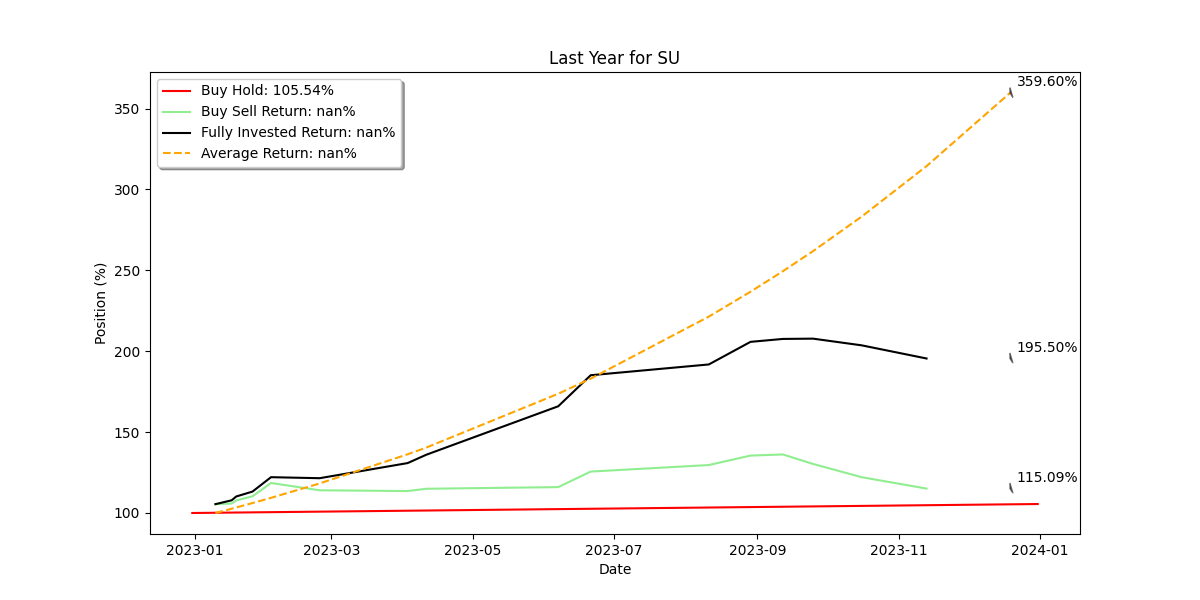 Last Year for SU
Buy Hold: 105.54%
Buy Sell Return: nan%
Fully Invested Return: nan%
Average Return: nan%
359.60%
195.50%
115.09%
Position (%)
350
300
250
200
150
100
2023-01
2023-03
2023-05
2023-07
2023-09
2023-11
2024-01
Date